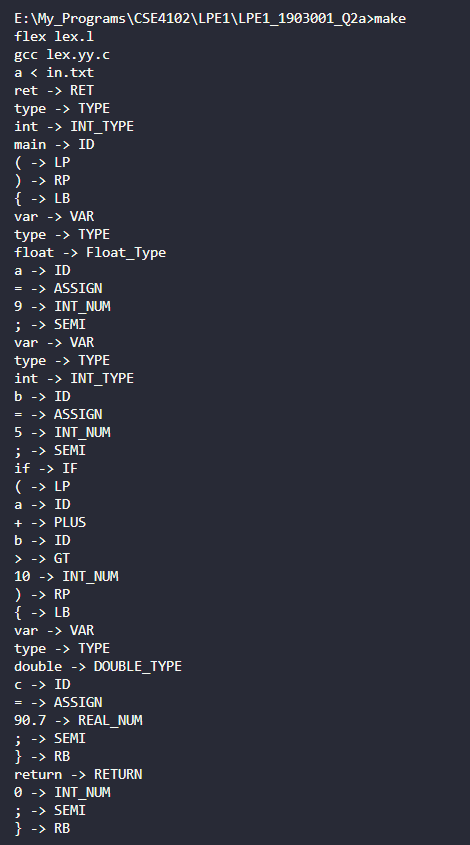 E:\My_Programs\CSE4102\LPE1\LPE1_1903001_Q2a>make
flex lex.l
gcc lex.yy.c
a < in.txt
ret -> RET
type -> TYPE
int -> INT_TYPE
main -> ID
( -> LP
) -> RP
{ -> LB
var -> VAR
type -> TYPE
float -> Float_Type
a -> ID
= -> ASSIGN
9 -> INT_NUM
; -> SEMI
var -> VAR
type -> TYPE
int -> INT_TYPE
b -> ID
= -> ASSIGN
5 -> INT_NUM
; -> SEMI
if -> IF
( -> LP
a -> ID
+ -> PLUS
b -> ID
> -> GT
10 -> INT_NUM
) -> RP
{ -> LB
var -> VAR
type -> TYPE
double -> DOUBLE_TYPE
c -> ID
= -> ASSIGN
90.7 -> REAL_NUM
; -> SEMI
} -> RB
return -> RETURN
0 -> INT_NUM
; -> SEMI
} -> RB